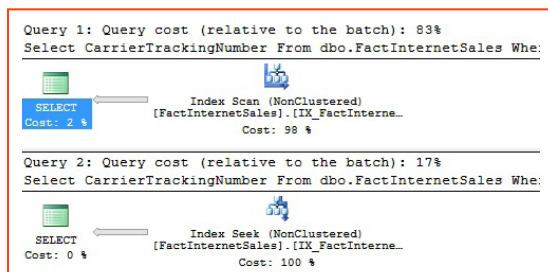 Query 1: Query cost (relative to the batch): 83%
Select CarrierTrackingNumber From dbo.FactInternetSales Whe
Index Scan (NonClustered)
SELECT
[FactInternetSales].[IX_FactInterne…
Cost: 2 %
Cost: 98 %
Query 2: Query cost (relative to the batch): 17%
Select CarrierTrackingNumber From dbo.FactInternetSales Whe
Index Seek (NonClustered)
SELECT
[FactInternetSales].[IX_FactInterne…
Cost: 0 %
Cost: 100 %